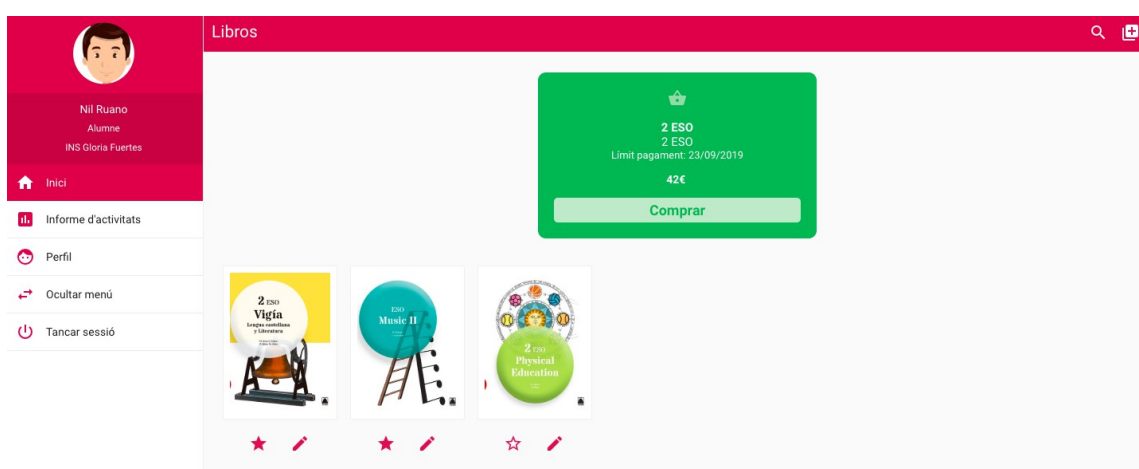 Libros
Nil Ruano
Alumne
INS Gloria Fuertes
Inici
Informe d'activitats
Perfil
Ocultar menú
Tancar sessió
2 ESO
2 ESO
Límit pagament: 23/09/2019
42€
Comprar
2 ESO
Vigía
Lengua castellana
y Literatura
ESO
Music II
2 ESO
Physical
Education